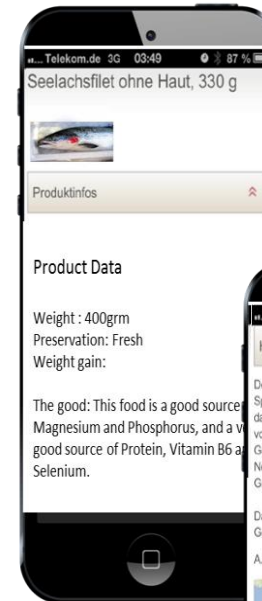 Telekom.de 3G 03:49 87 %
Seelachsfilet ohne Haut, 330 g
Produktinfos
Product Data
Weight : 400grm
Preservation: Fresh
Weight gain:
The good: This food is a good source
Magnesium and Phosphorus, and a
good source of Protein, Vitamin B6
Selenium.